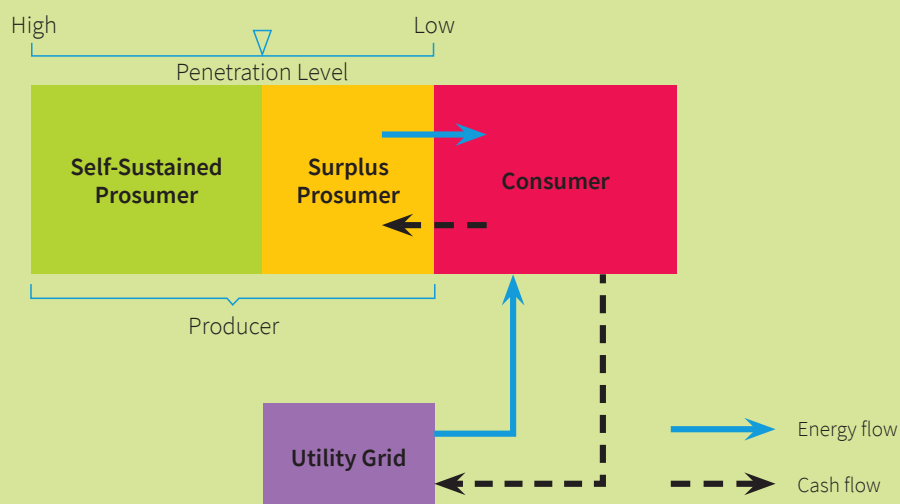 High
Low
Penetration Level
Self-Sustained
Prosumer
Surplus
Prosumer
Consumer
Producer
Utility Grid
Energy flow
Cash flow